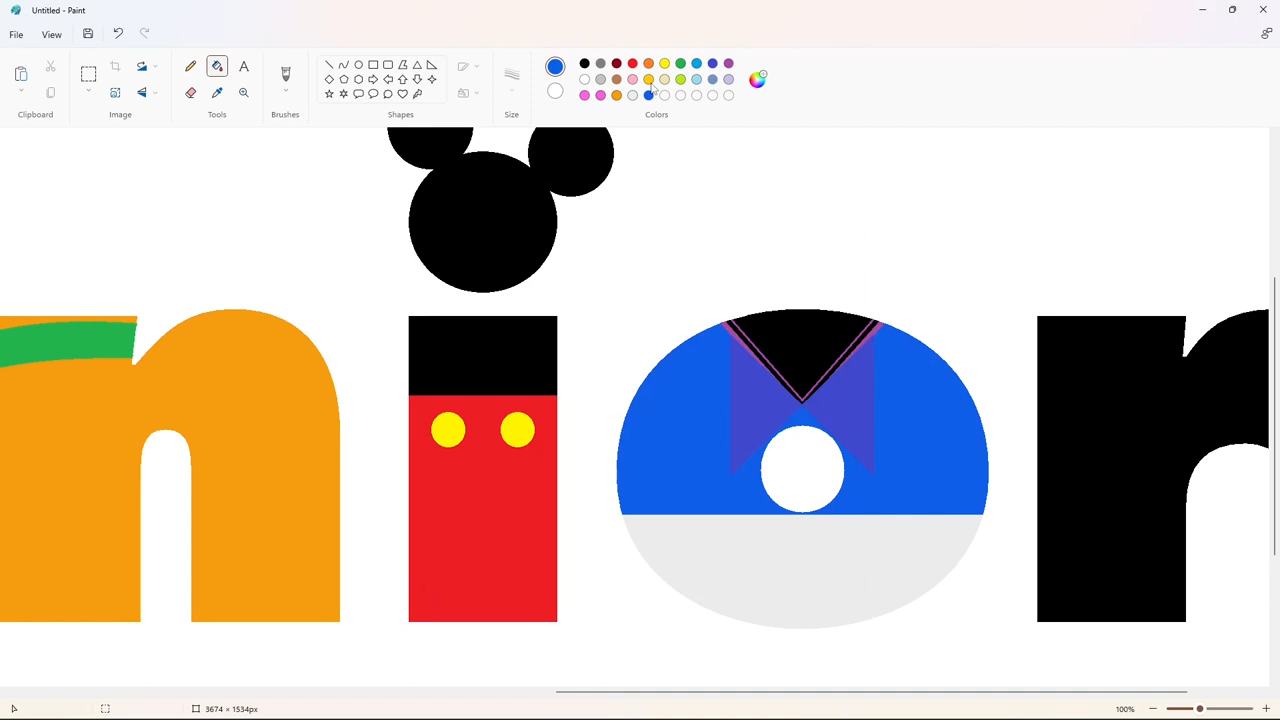 Untitled - Paint
File View
A
Clipboard Image Tools Brushes Shapes Size Colors
nior
3674 × 1534px 100%